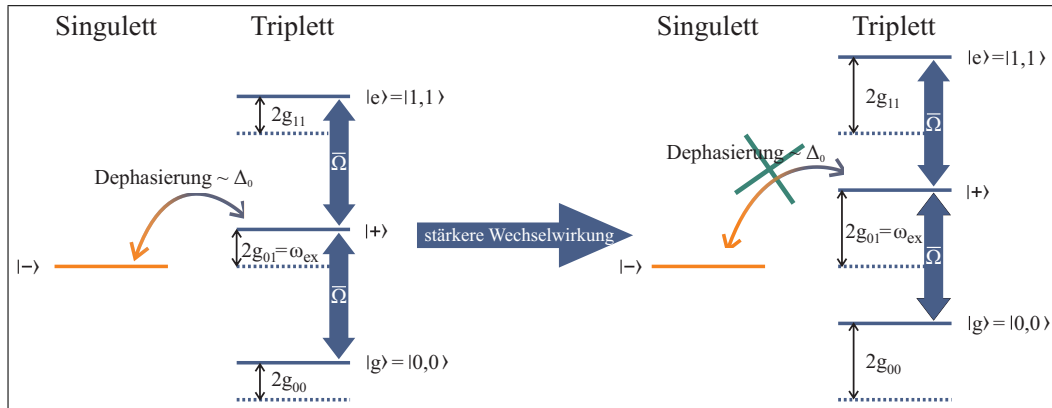 Singulett
Triplett
|e⟩=|1,1⟩
2g₁₁
Ω̅
Dephasierung ~ Δ₀
|+⟩
2g₀₁=ωₑₓ
|−⟩
Ω̅
|g⟩=|0,0⟩
2g₀₀
stärkere Wechselwirkung
Singulett
Triplett
|e⟩=|1,1⟩
2g₁₁
Ω̅
Dephasierung ~ Δ₀
|+⟩
2g₀₁=ωₑₓ
|−⟩
Ω̅
|g⟩=|0,0⟩
2g₀₀